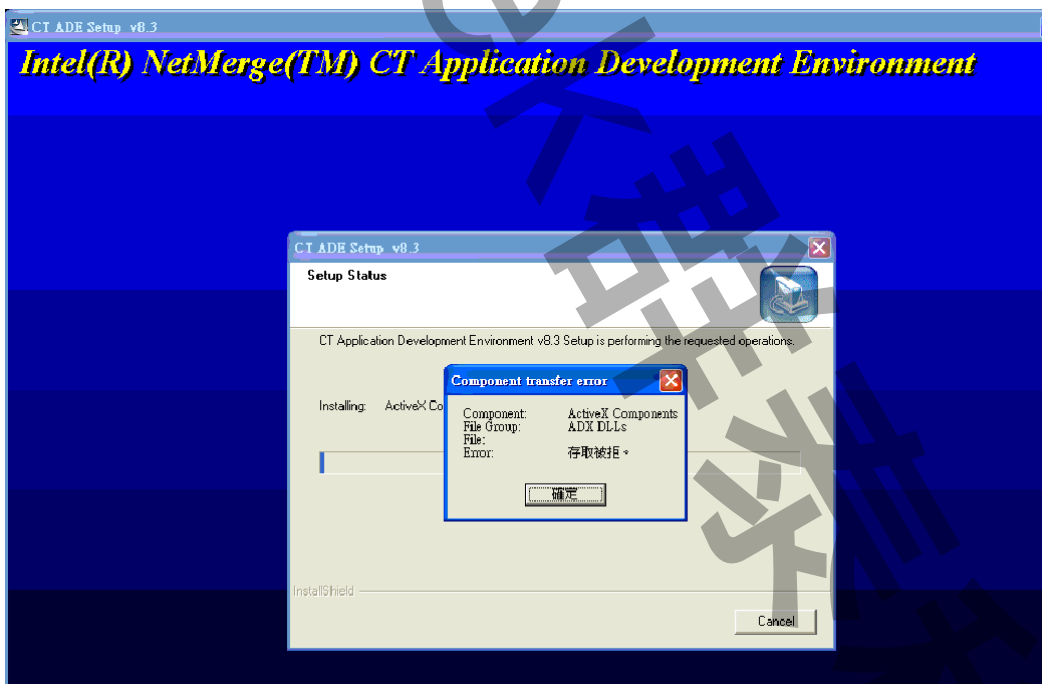 CT ADE Setup v8.3
Intel(R) NetMerge(TM) CT Application Development Environment
CT ADE Setup v8.3
Setup Status
CT Application Development Environment v8.3 Setup is performing the requested operations.
Installing: ActiveX Co
Component transfer error
Component: ActiveX Components
File Group: ADX DLLs
File:
Error: 存取被拒。
確定
InstallShield
Cancel